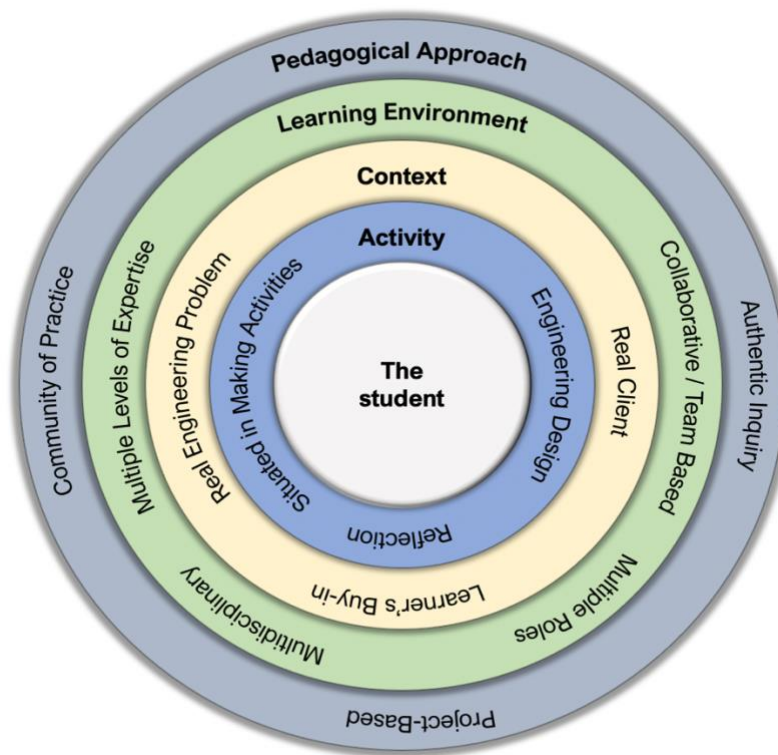 Pedagogical Approach
Community of Practice
Authentic Inquiry
Project-Based
Learning Environment
Multiple Levels of Expertise
Collaborative / Team Based
Multidisciplinary
Multiple Roles
Context
Real Engineering Problem
Real Client
Learner's Buy-in
Activity
Situated in Making Activities
Engineering Design
Reflection
The
student